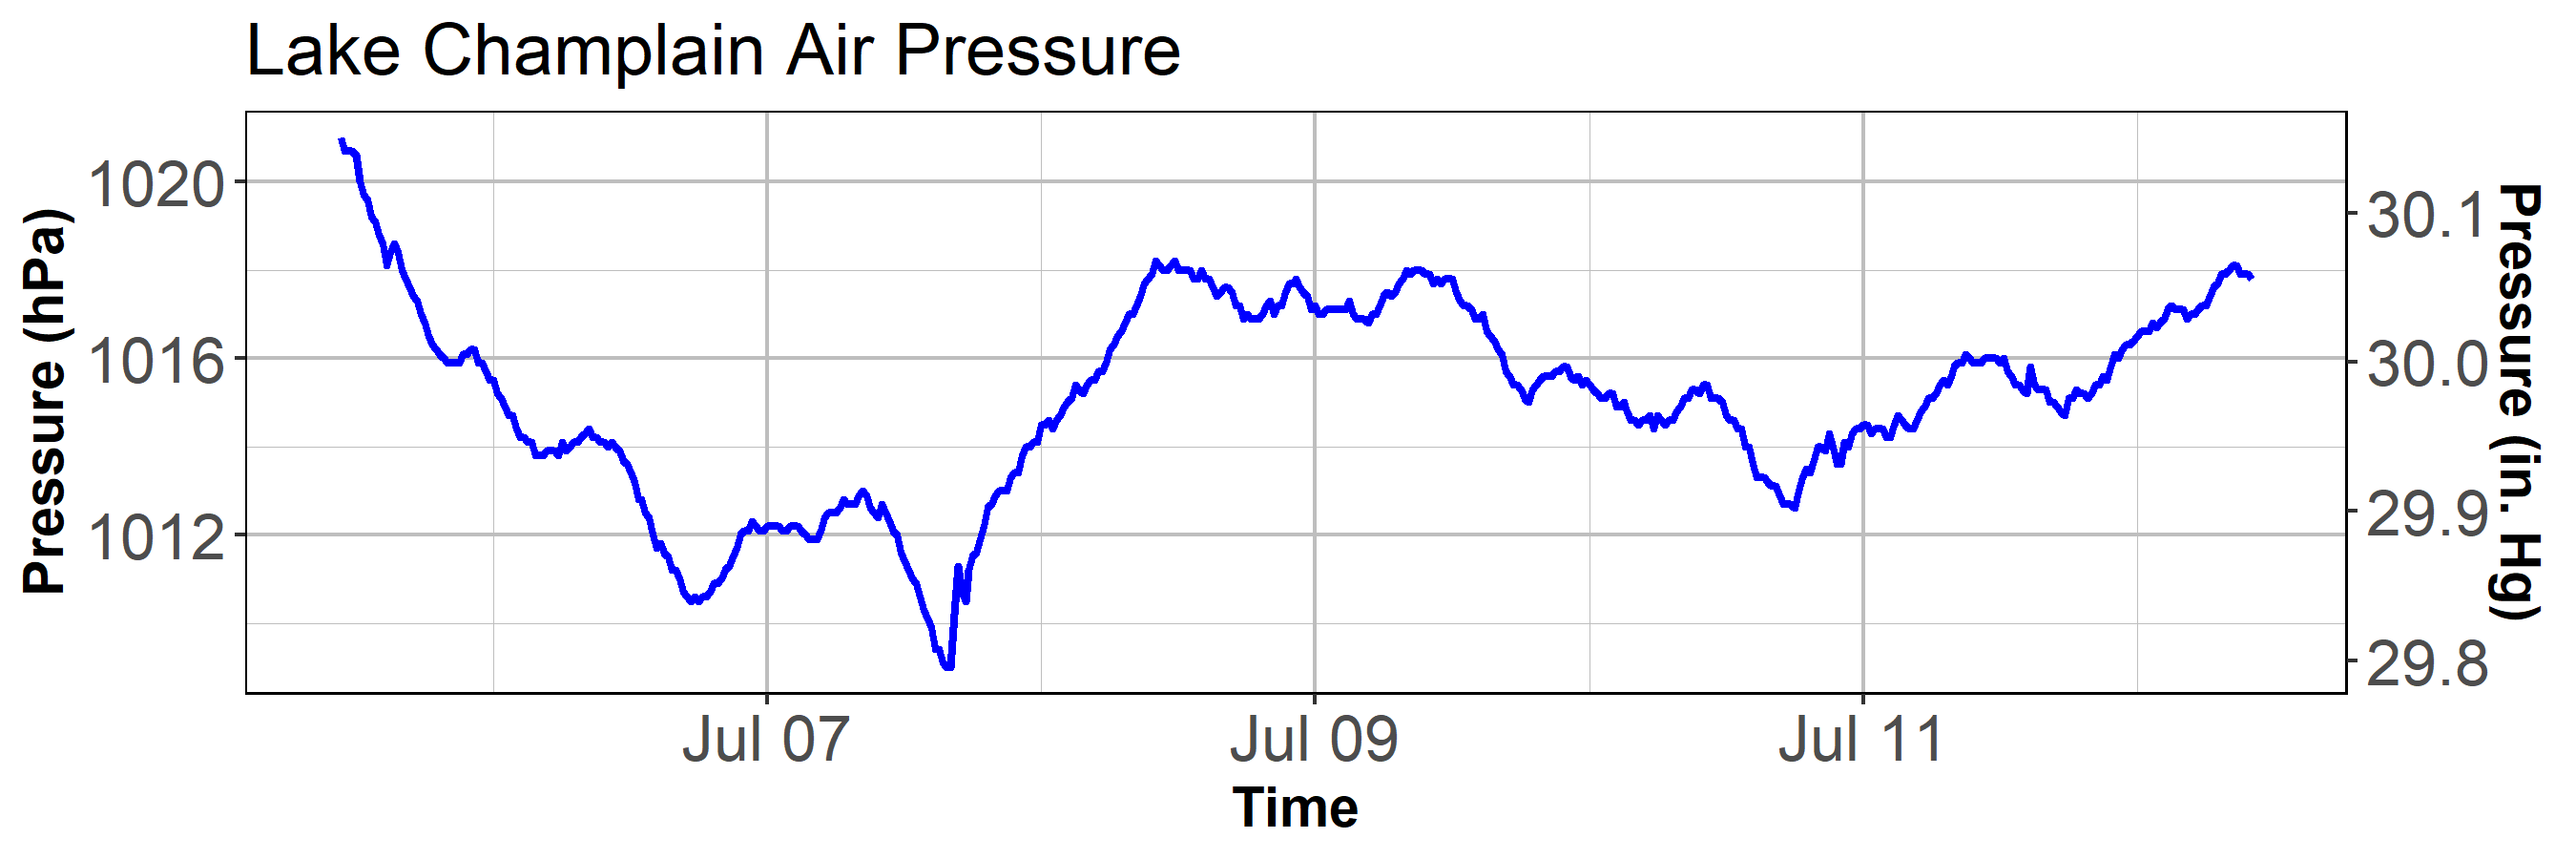 Lake Champlain Air Pressure
Pressure (hPa)
1020
1016
1012
30.1
30.0
29.9
29.8
Pressure (in. Hg)
Jul 07
Jul 09
Jul 11
Time